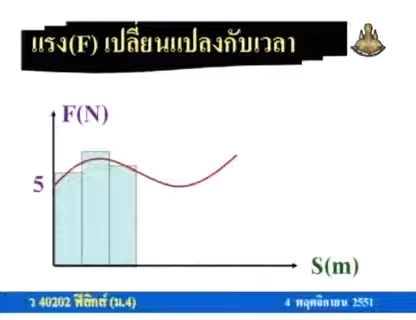 แรง(F) เปลี่ยนแปลงกับเวลา
F(N)
5
S(m)
ว 40202 ฟิสิกส์ (ม.4)
4 พฤศจิกายน 2551